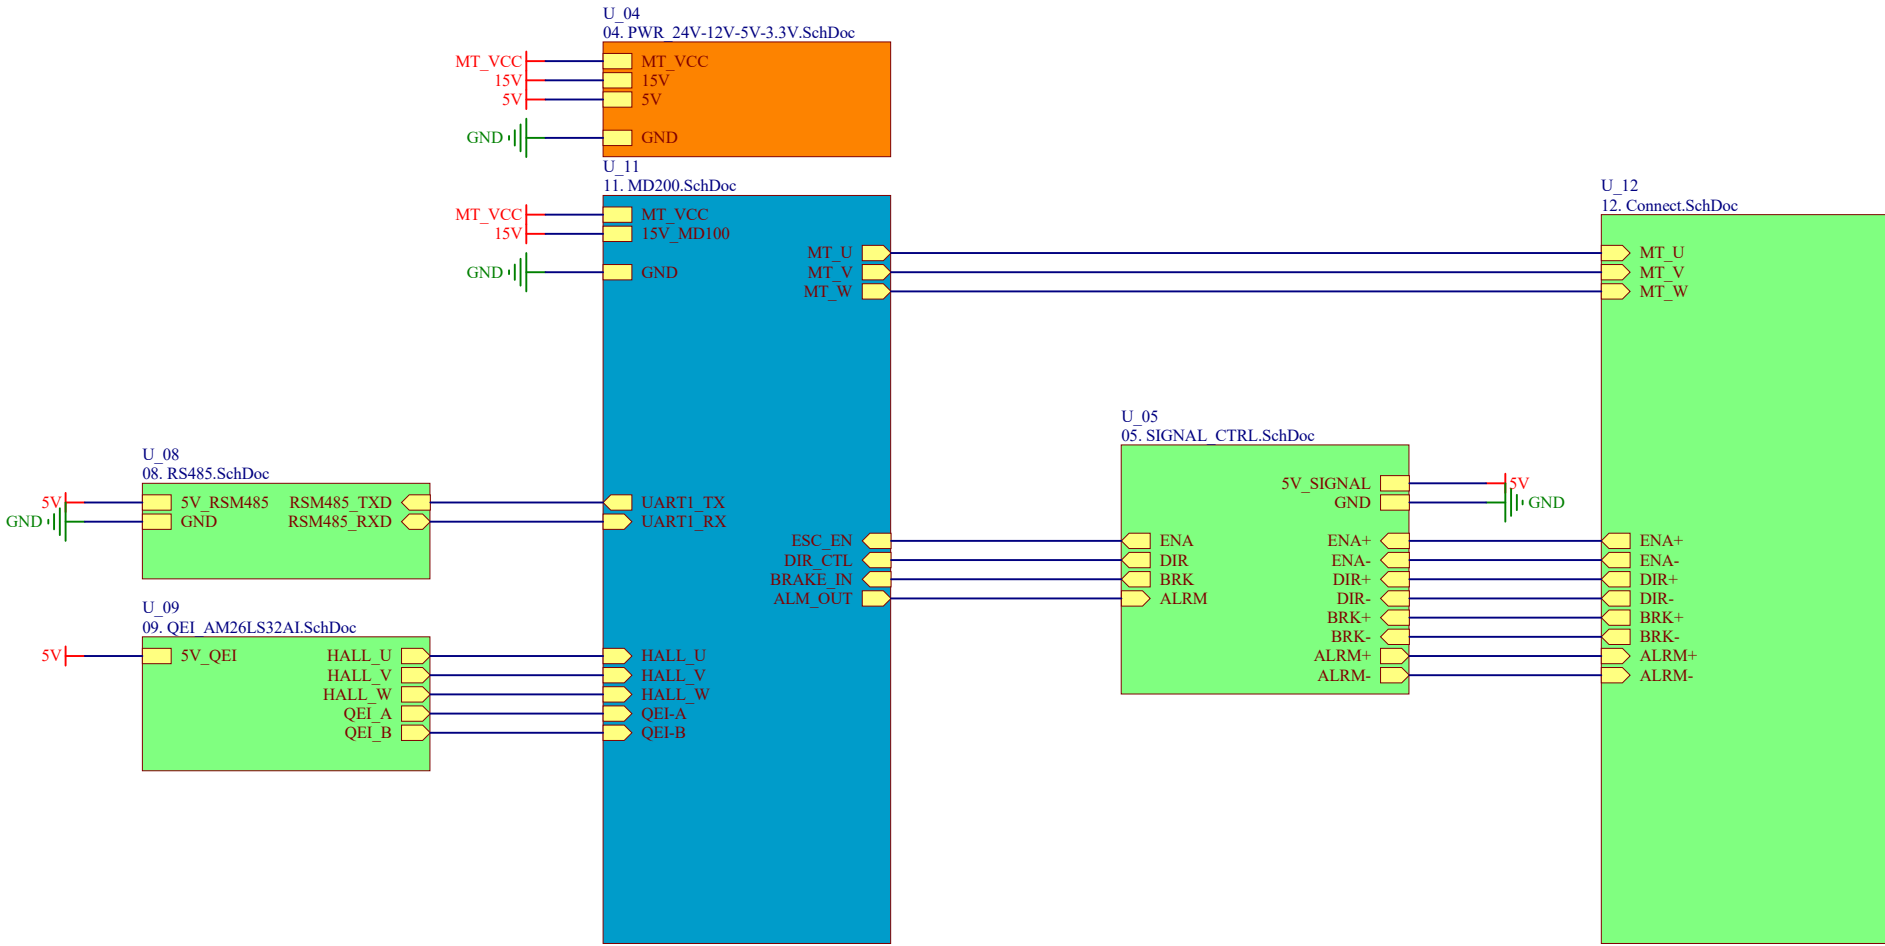 U_04
04. PWR_24V-12V-5V-3.3V.SchDoc
MT_VCC MT_VCC
15V 15V
5V 5V
GND GND
U_11
11. MD200.SchDoc
MT_VCC MT_VCC
15V 15V_MD100
GND GND
MT_U
MT_V
MT_W
UART1_TX
UART1_RX
ESC_EN
DIR_CTL
BRAKE_IN
ALM_OUT
HALL_U
HALL_V
HALL_W
QEI-A
QEI-B
U_08
08. RS485.SchDoc
5V 5V_RSM485 RSM485_TXD
GND GND RSM485_RXD
U_09
09. QEI_AM26LS32AI.SchDoc
5V 5V_QEI HALL_U
HALL_V
HALL_W
QEI_A
QEI_B
U_05
05. SIGNAL_CTRL.SchDoc
5V_SIGNAL 5V
GND GND
ENA ENA+
ENA-
DIR DIR+
BRK DIR-
ALRM BRK+
BRK-
ALRM+
ALRM-
U_12
12. Connect.SchDoc
MT_U
MT_V
MT_W
ENA+
ENA-
DIR+
DIR-
BRK+
BRK-
ALRM+
ALRM-